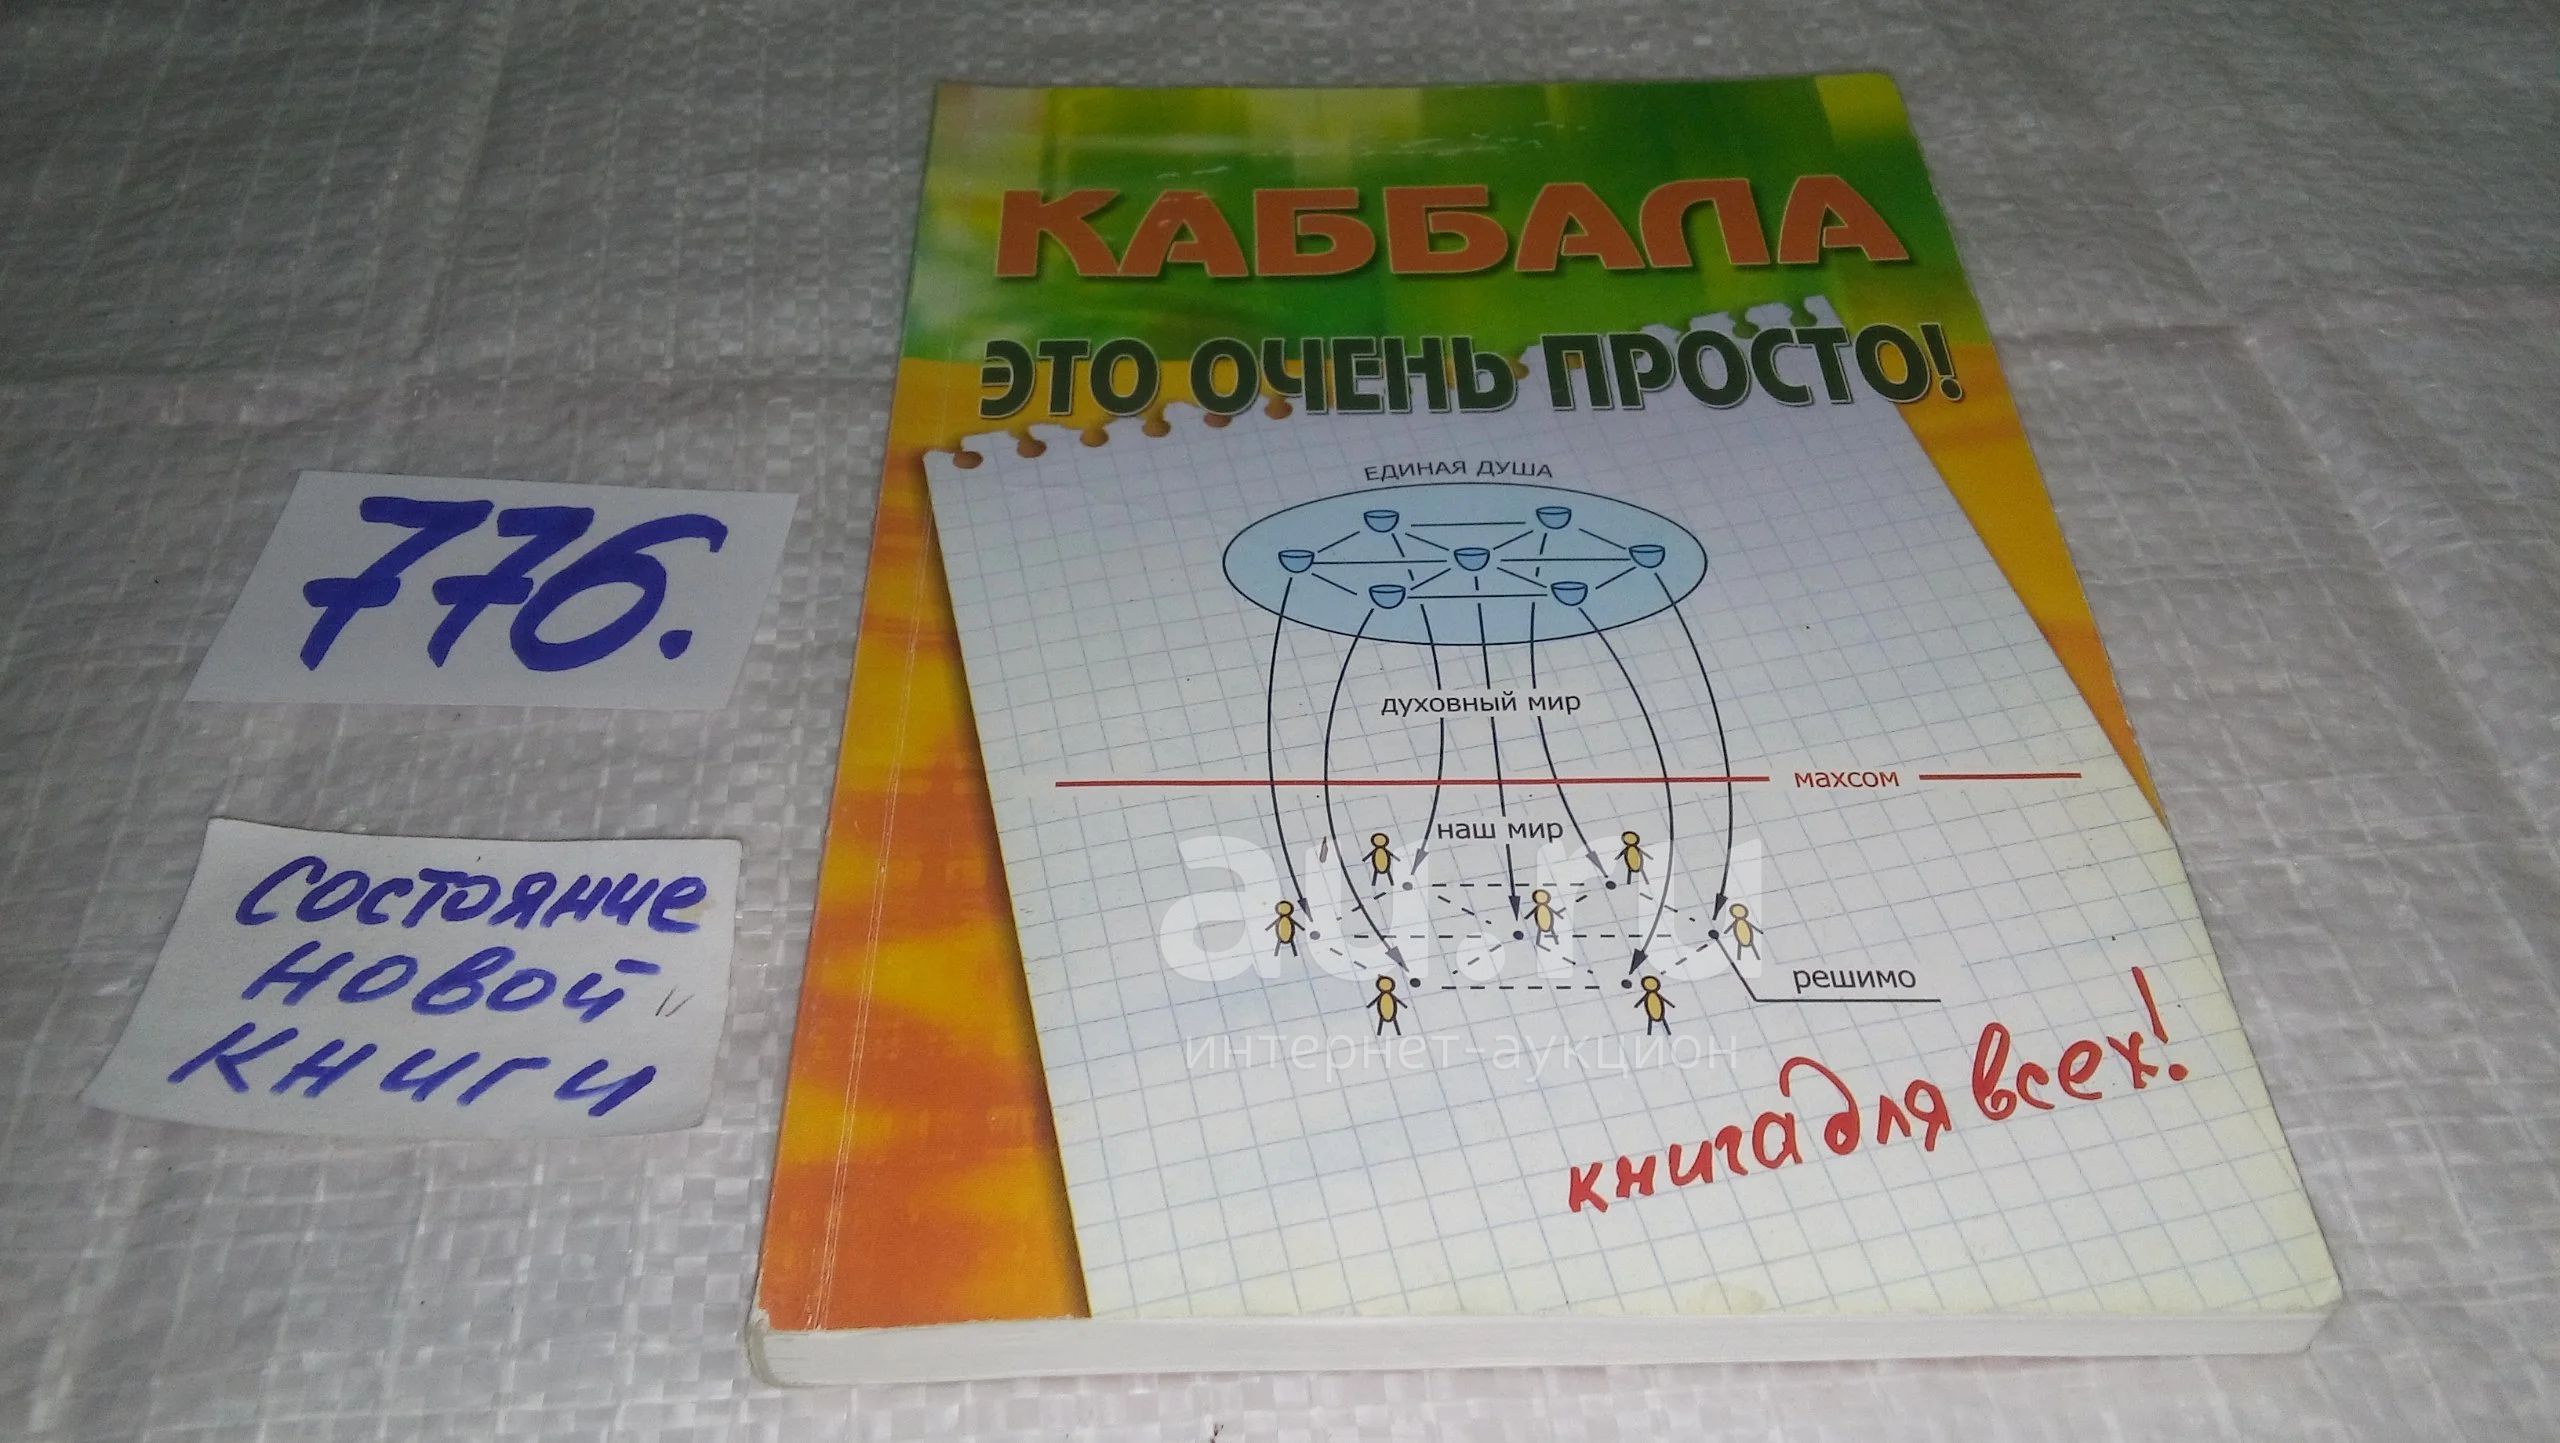 КАББАЛА
ЭТО ОЧЕНЬ ПРОСТО!
ЕДИНАЯ ДУША
духовный мир
махсом
наш мир
решимо
книга для всех!
776.
состояние
новой
книги
au.ru
интернет-аукцион